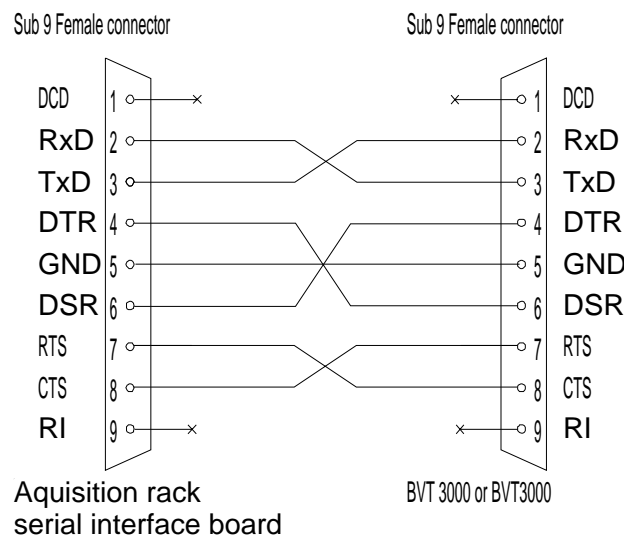 Sub 9 Female connector Sub 9 Female connector
DCD 1 1 DCD
RxD 2 2 RxD
TxD 3 3 TxD
DTR 4 4 DTR
GND 5 5 GND
DSR 6 6 DSR
RTS 7 7 RTS
CTS 8 8 CTS
RI 9 9 RI
Aquisition rack BVT 3000 or BVT3000
serial interface board